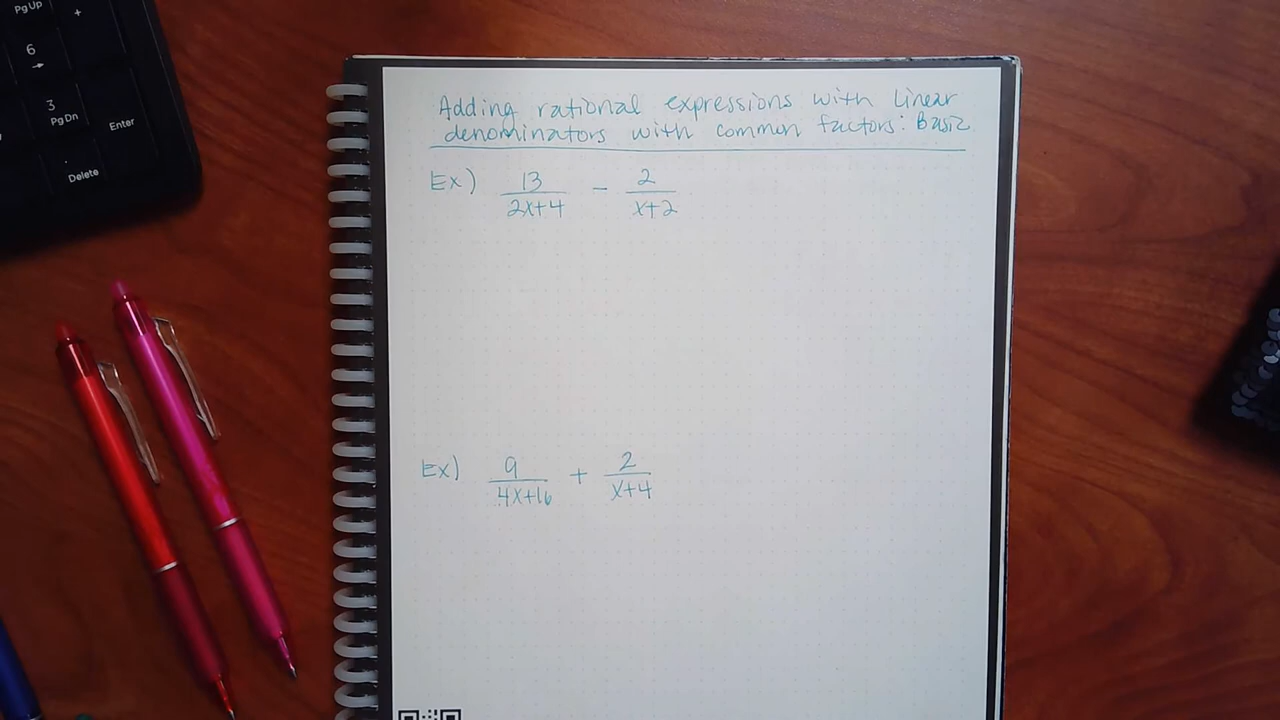 PgUp
+
6
→
3
PgDn
Enter
.
Delete
Adding rational expressions with linear
denominators with common factors: Basic
Ex) 13/(2x+4) − 2/(x+2)
Ex) 9/(4x+16) + 2/(x+4)